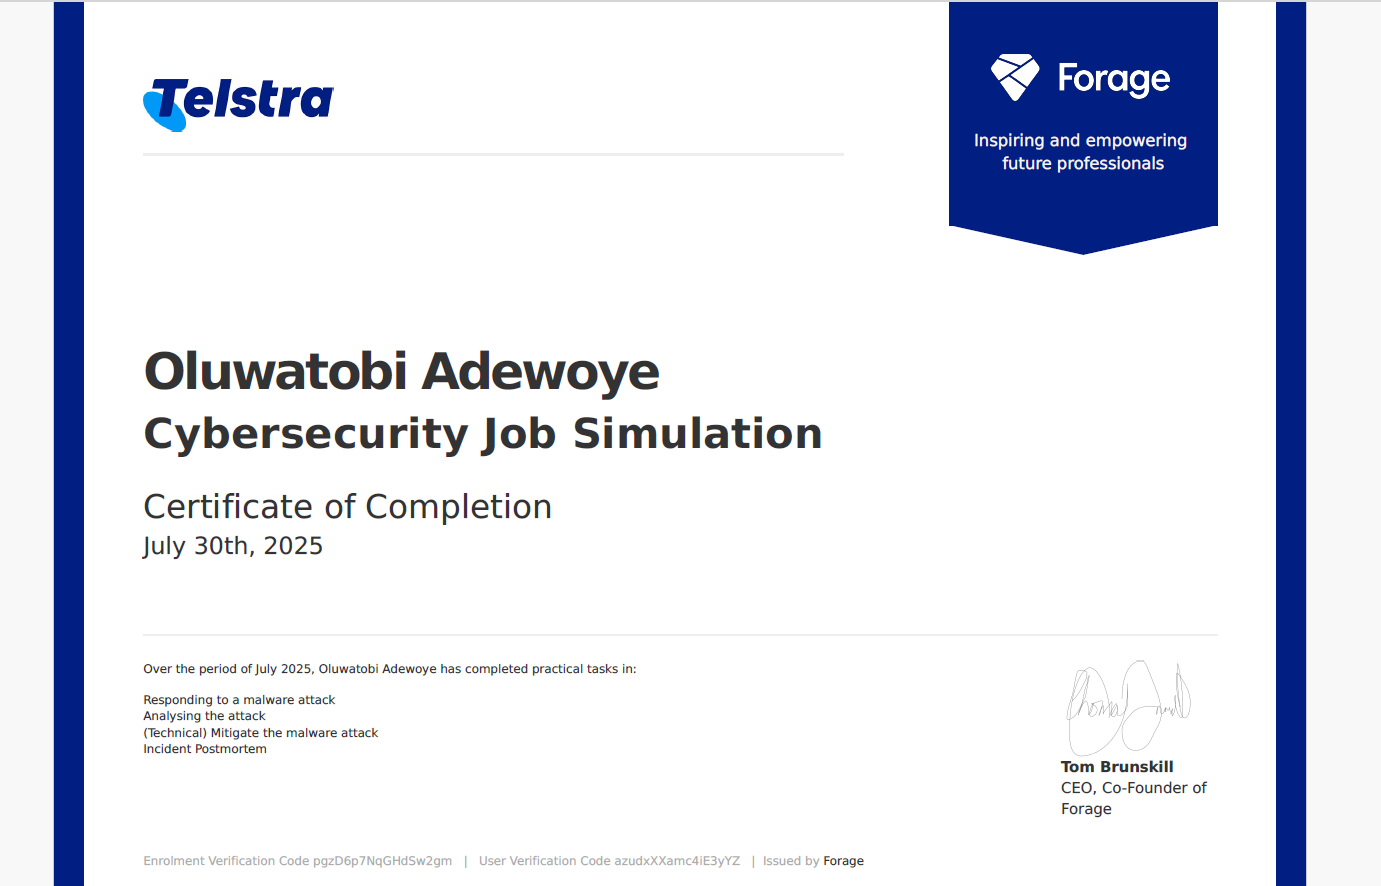 Telstra
Forage
Inspiring and empowering
future professionals
Oluwatobi Adewoye
Cybersecurity Job Simulation
Certificate of Completion
July 30th, 2025
Over the period of July 2025, Oluwatobi Adewoye has completed practical tasks in:
Responding to a malware attack
Analysing the attack
(Technical) Mitigate the malware attack
Incident Postmortem
Tom Brunskill
CEO, Co-Founder of
Forage
Enrolment Verification Code pgzD6p7NqGHdSw2gm | User Verification Code azudxXXamc4iE3yYZ | Issued by Forage